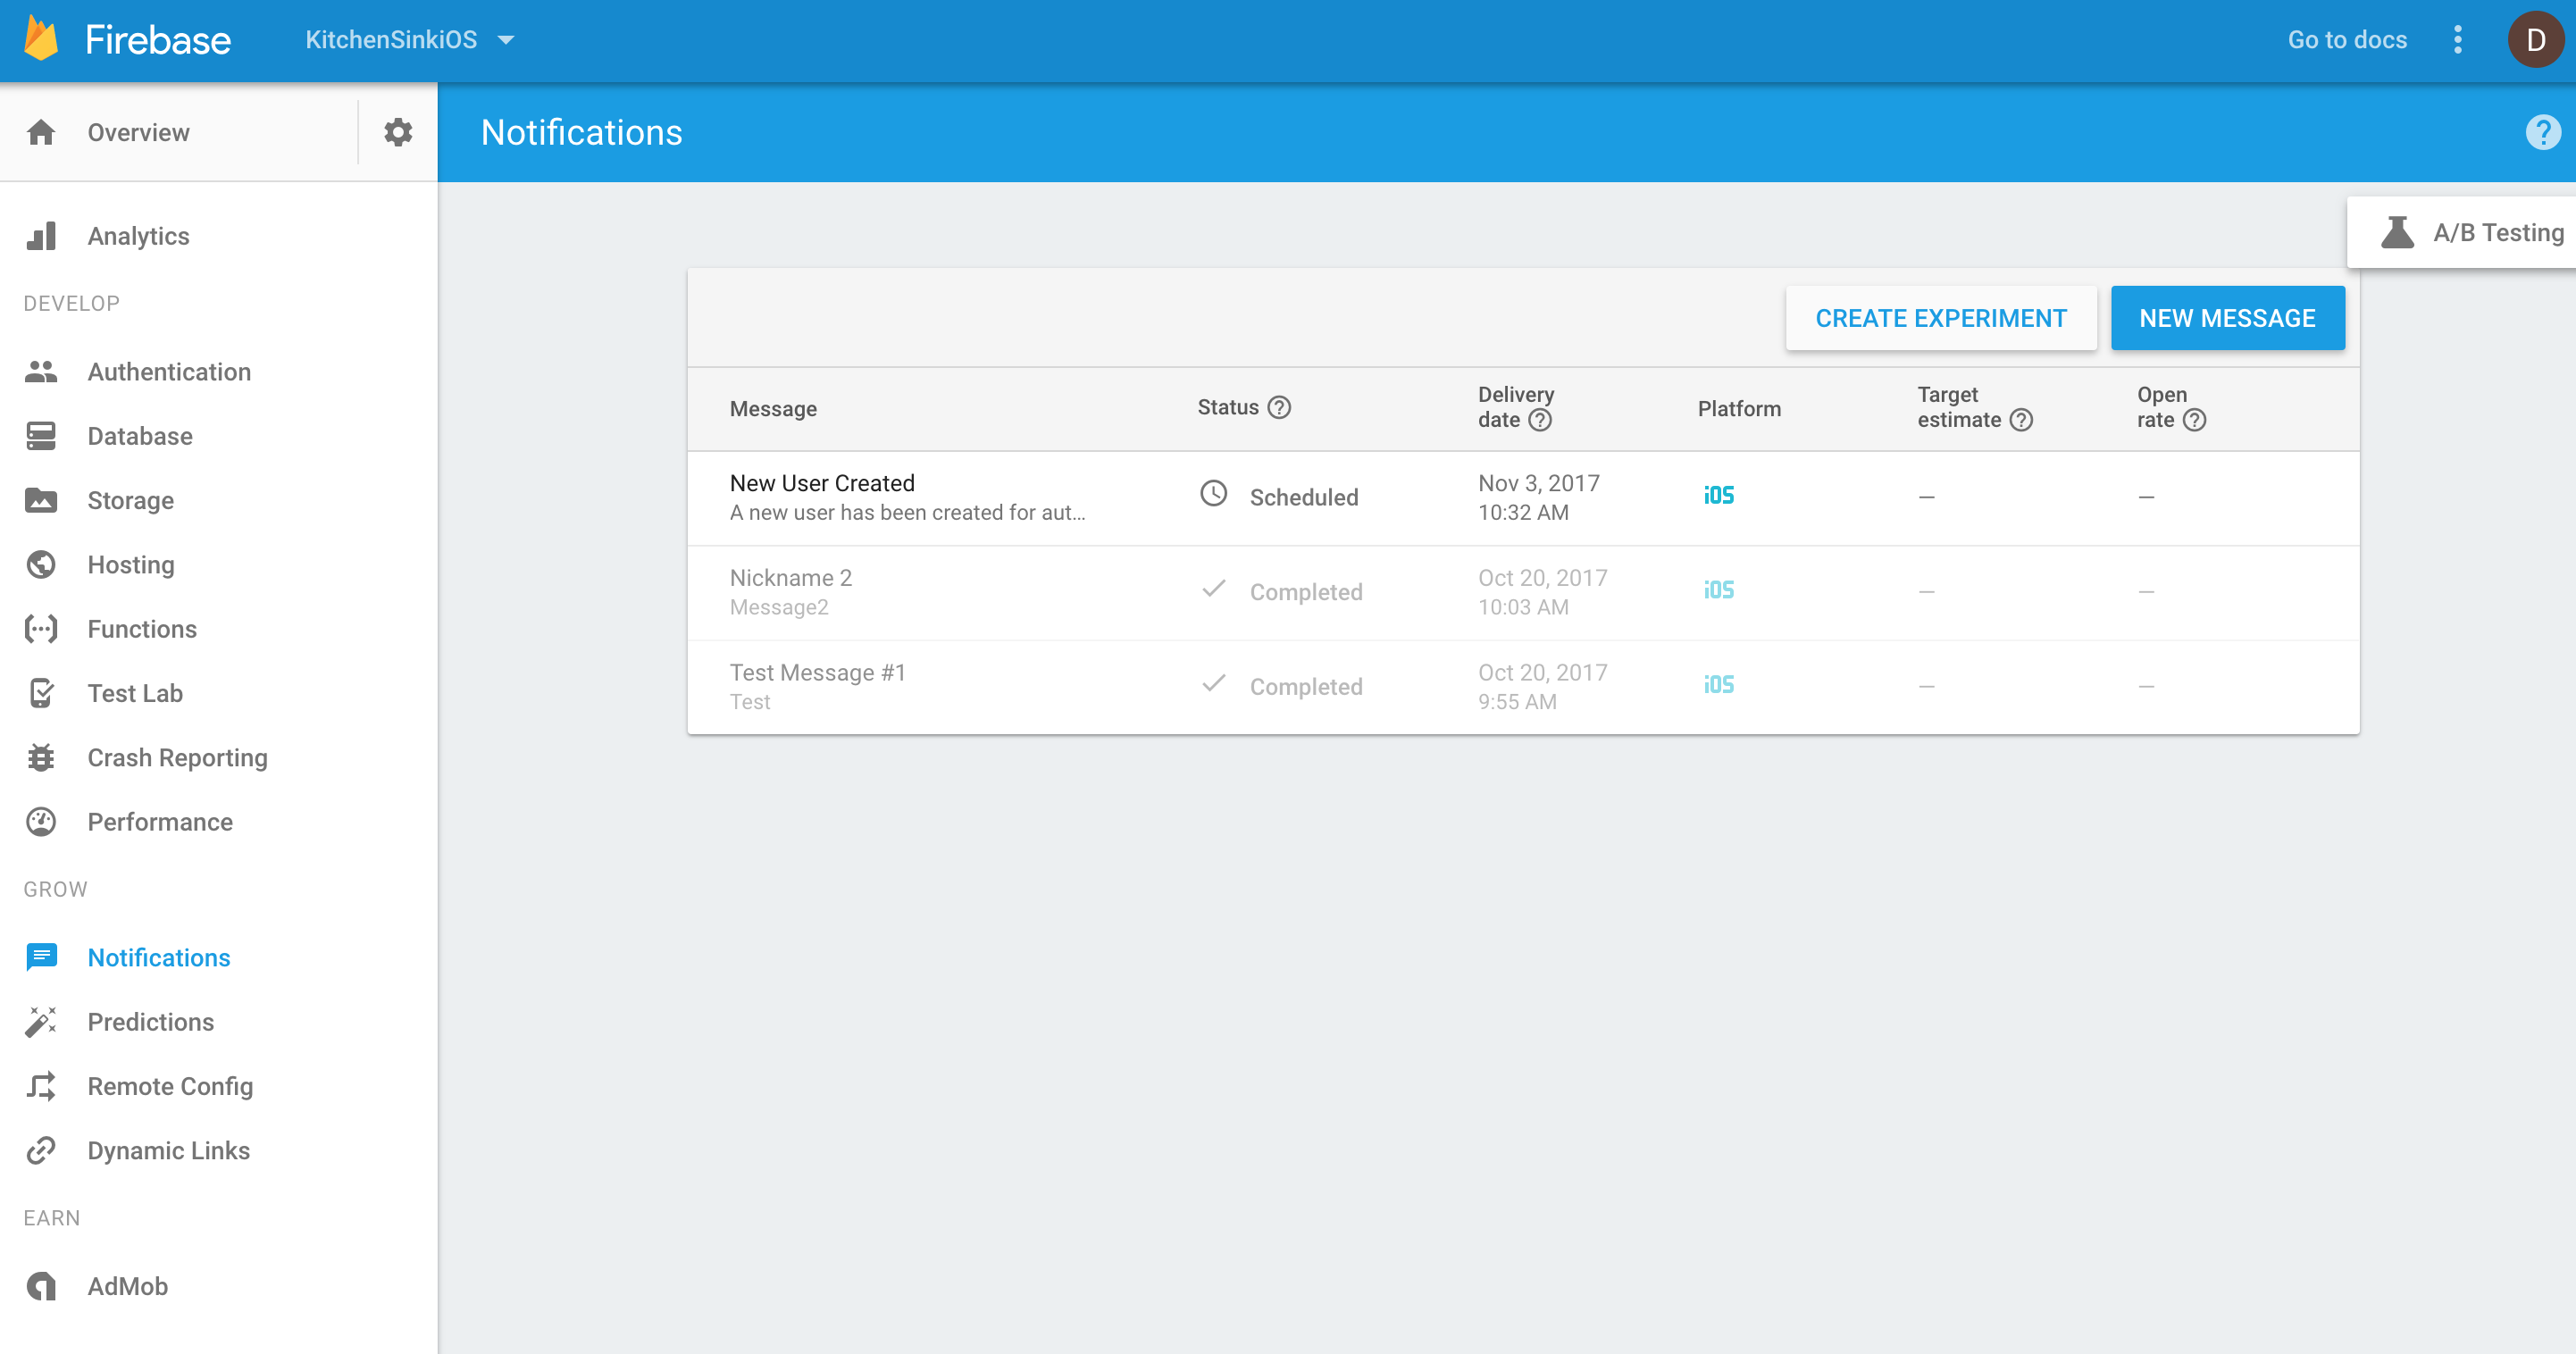 Firebase
KitchenSinkiOS
Go to docs
D
Overview
Notifications
?
Analytics
A/B Testing
DEVELOP
CREATE EXPERIMENT
NEW MESSAGE
Authentication
Database
Storage
Hosting
Functions
Test Lab
Crash Reporting
Performance
GROW
Notifications
Predictions
Remote Config
Dynamic Links
EARN
AdMob
Message
Status ?
Delivery
date ?
Platform
Target
estimate ?
Open
rate ?
New User Created
A new user has been created for aut...
Scheduled
Nov 3, 2017
10:32 AM
iOS
–
–
Nickname 2
Message2
Completed
Oct 20, 2017
10:03 AM
iOS
–
–
Test Message #1
Test
Completed
Oct 20, 2017
9:55 AM
iOS
–
–